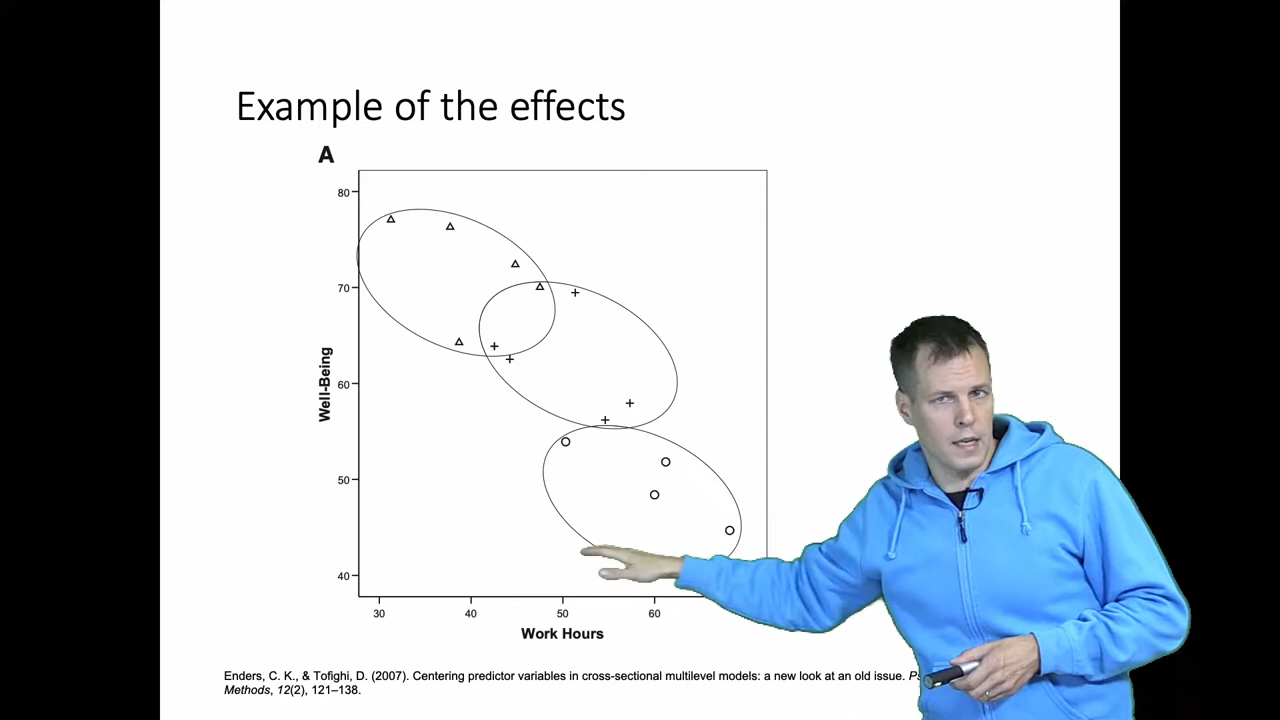 Example of the effects
A
80
70
60
50
40
Well-Being
30 40 50 60
Work Hours
Enders, C. K., & Tofighi, D. (2007). Centering predictor variables in cross-sectional multilevel models: a new look at an old issue.
Methods, 12(2), 121–138.